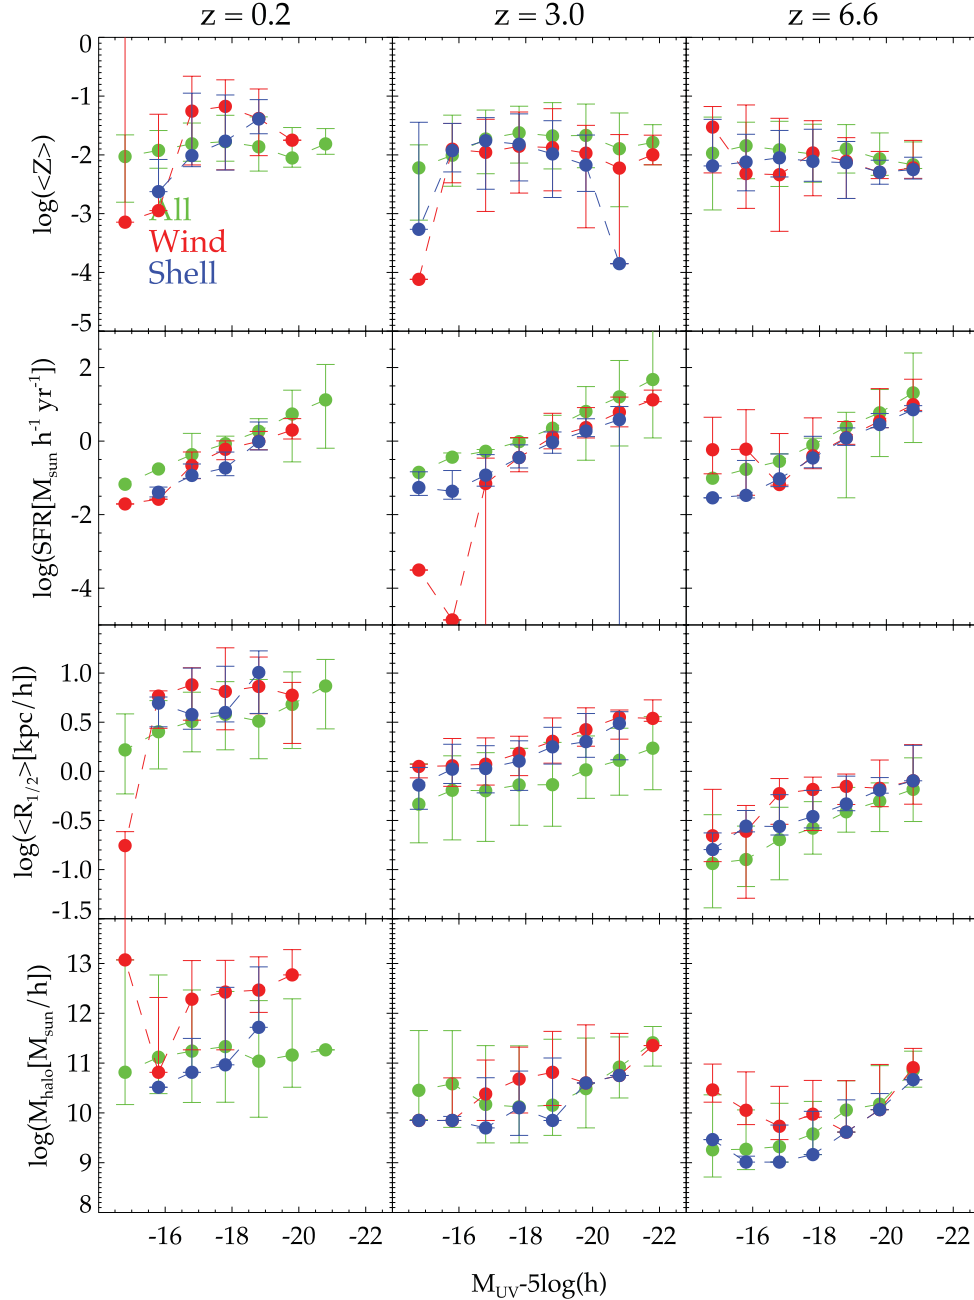 z = 0.2 z = 3.0 z = 6.6
log(<Z>)
0
-1
-2
-3
-4
-5
All
Wind
Shell
log(SFR[M_sun h^-1 yr^-1])
2
0
-2
-4
log(<R_1/2>[kpc/h])
1.0
0.5
0.0
-0.5
-1.0
-1.5
log(M_halo[M_sun/h])
13
12
11
10
9
8
-16 -18 -20 -22 -16 -18 -20 -22 -16 -18 -20 -22
M_UV-5log(h)